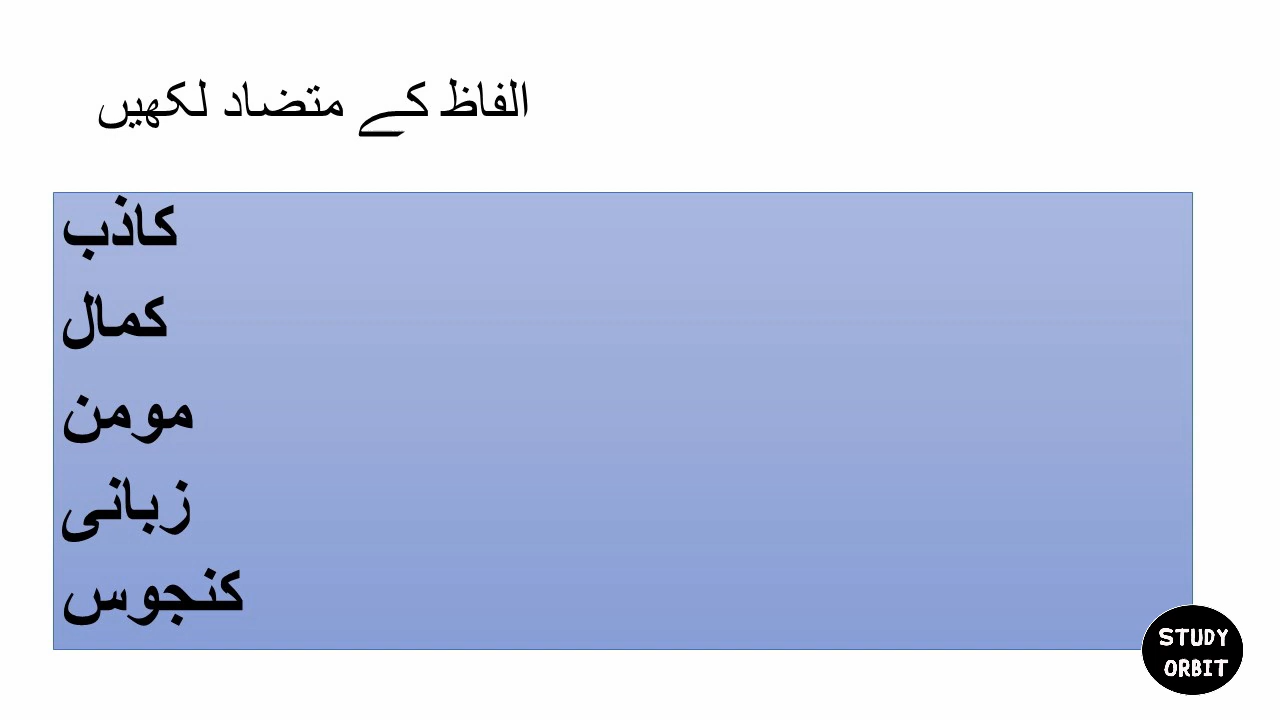 الفاظ کے متضاد لکھیں
کاذب
کمال
مومن
زبانی
کنجوس
STUDY
ORBIT